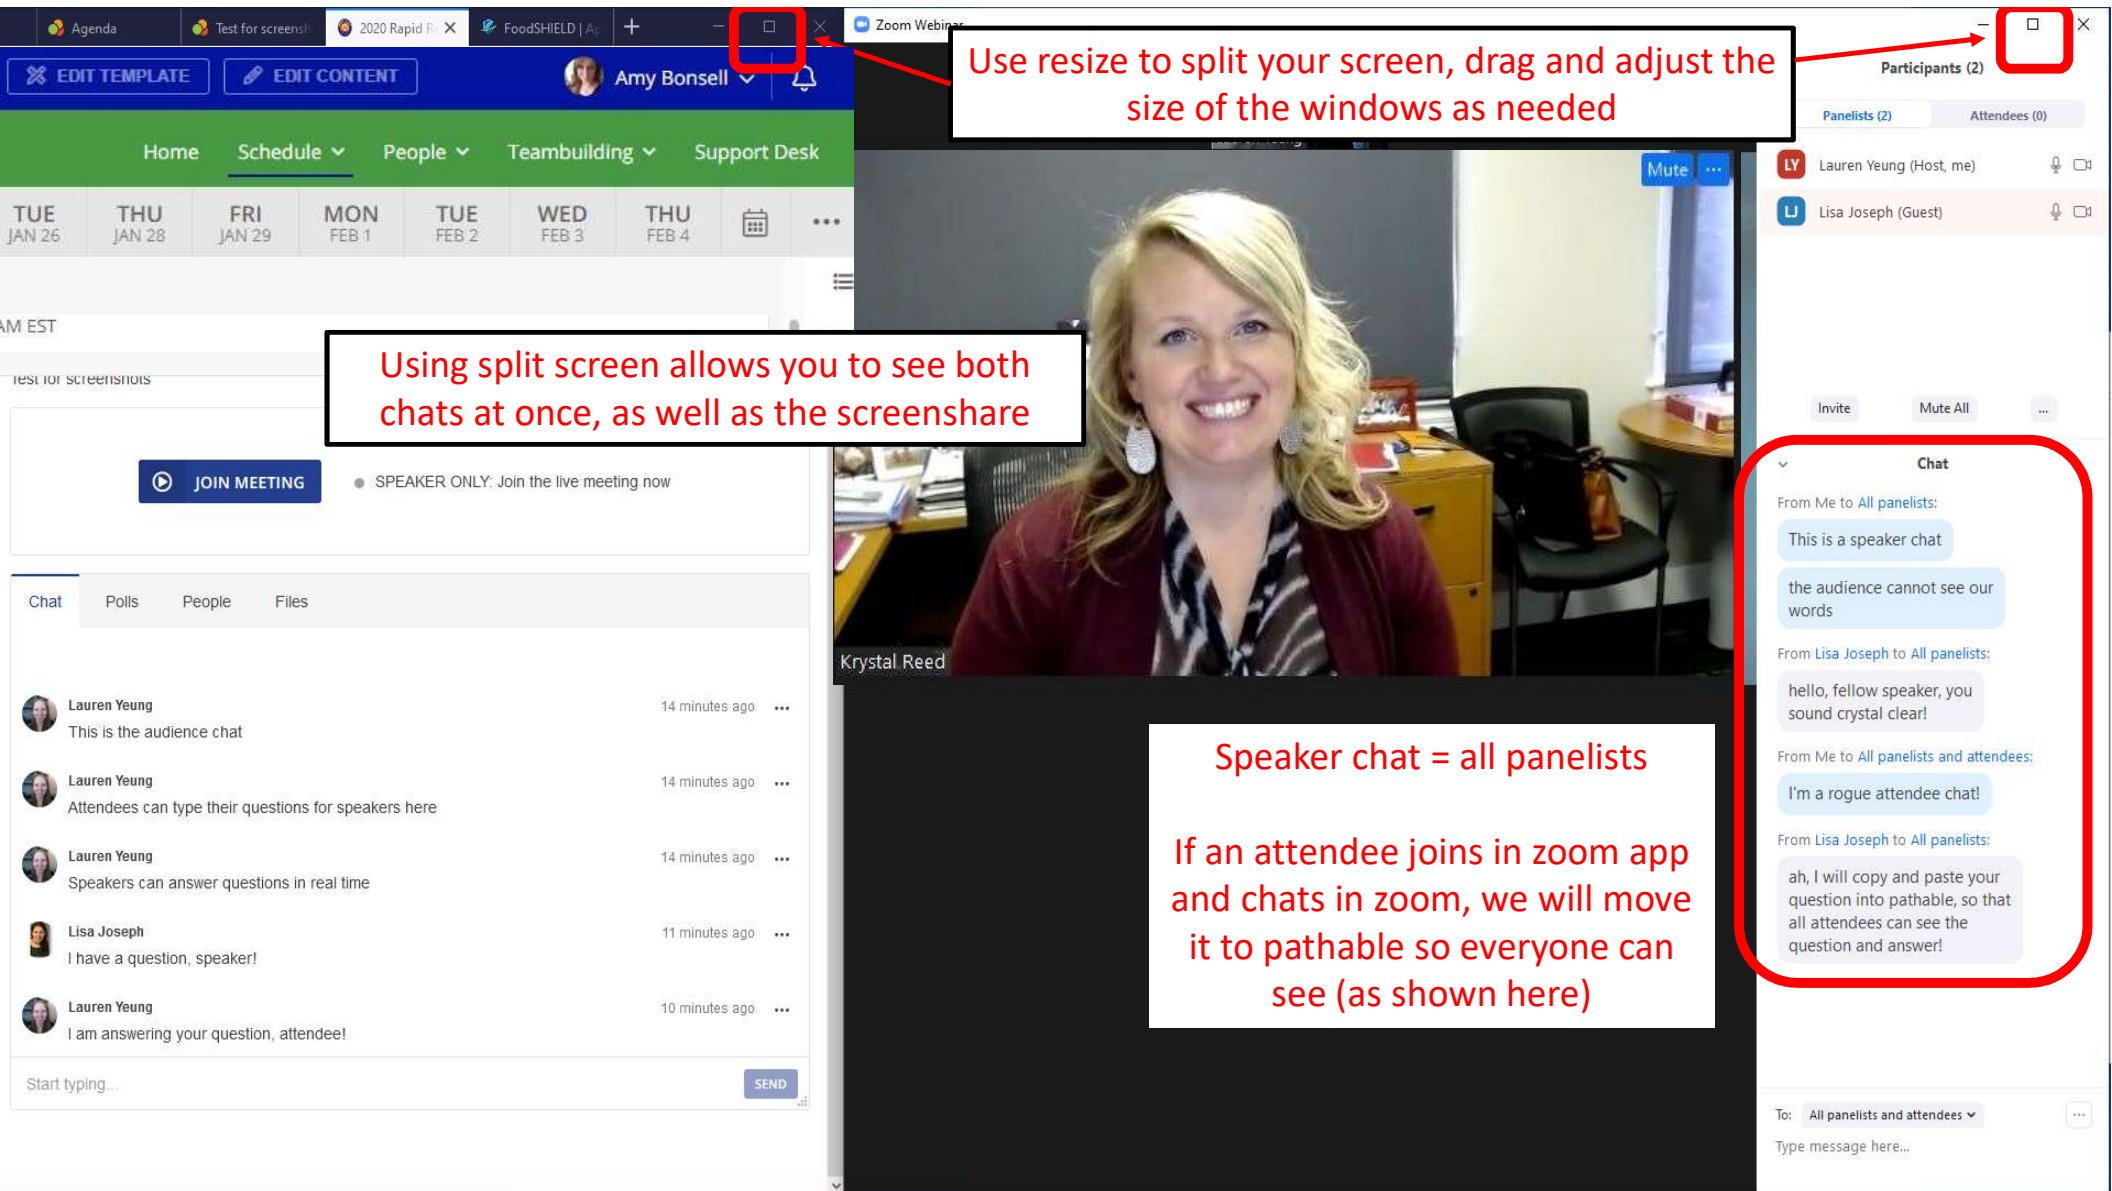 Agenda
Test for screensh
2020 Rapid R
FoodSHIELD | A
Zoom Webinar
EDIT TEMPLATE
EDIT CONTENT
Amy Bonsell
Home
Schedule
People
Teambuilding
Support Desk
TUE
JAN 26
THU
JAN 28
FRI
JAN 29
MON
FEB 1
TUE
FEB 2
WED
FEB 3
THU
FEB 4
AM EST
Test for screenshots
JOIN MEETING
SPEAKER ONLY: Join the live meeting now
Chat
Polls
People
Files
Lauren Yeung
14 minutes ago
This is the audience chat
Lauren Yeung
14 minutes ago
Attendees can type their questions for speakers here
Lauren Yeung
14 minutes ago
Speakers can answer questions in real time
Lisa Joseph
11 minutes ago
I have a question, speaker!
Lauren Yeung
10 minutes ago
I am answering your question, attendee!
Start typing...
SEND
Use resize to split your screen, drag and adjust the
size of the windows as needed
Using split screen allows you to see both
chats at once, as well as the screenshare
Mute
Krystal Reed
Speaker chat = all panelists
If an attendee joins in zoom app
and chats in zoom, we will move
it to pathable so everyone can
see (as shown here)
Participants (2)
Panelists (2)
Attendees (0)
LY
Lauren Yeung (Host, me)
LJ
Lisa Joseph (Guest)
Invite
Mute All
...
Chat
From Me to All panelists:
This is a speaker chat
the audience cannot see our
words
From Lisa Joseph to All panelists:
hello, fellow speaker, you
sound crystal clear!
From Me to All panelists and attendees:
I'm a rogue attendee chat!
From Lisa Joseph to All panelists:
ah, I will copy and paste your
question into pathable, so that
all attendees can see the
question and answer!
To: All panelists and attendees
Type message here...